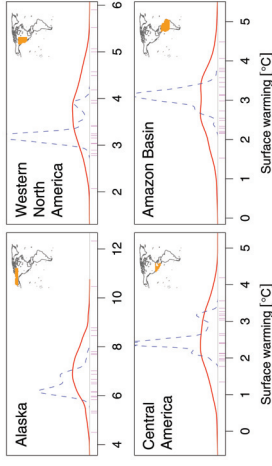 Alaska
4 6 8 10 12
Western
North
America
2 3 4 5 6
Central
America
0 1 2 3 4 5
Surface warming [°C]
Amazon Basin
0 1 2 3 4 5
Surface warming [°C]